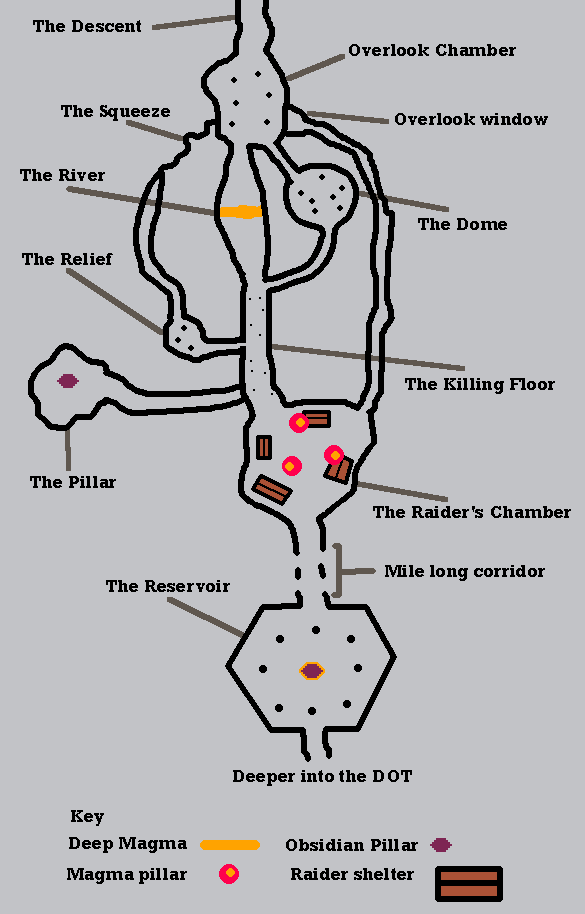 The Descent
Overlook Chamber
The Squeeze
Overlook window
The River
The Dome
The Relief
The Killing Floor
The Pillar
The Raider's Chamber
Mile long corridor
The Reservoir
Deeper into the DOT
Key
Deep Magma
Obsidian Pillar
Magma pillar
Raider shelter